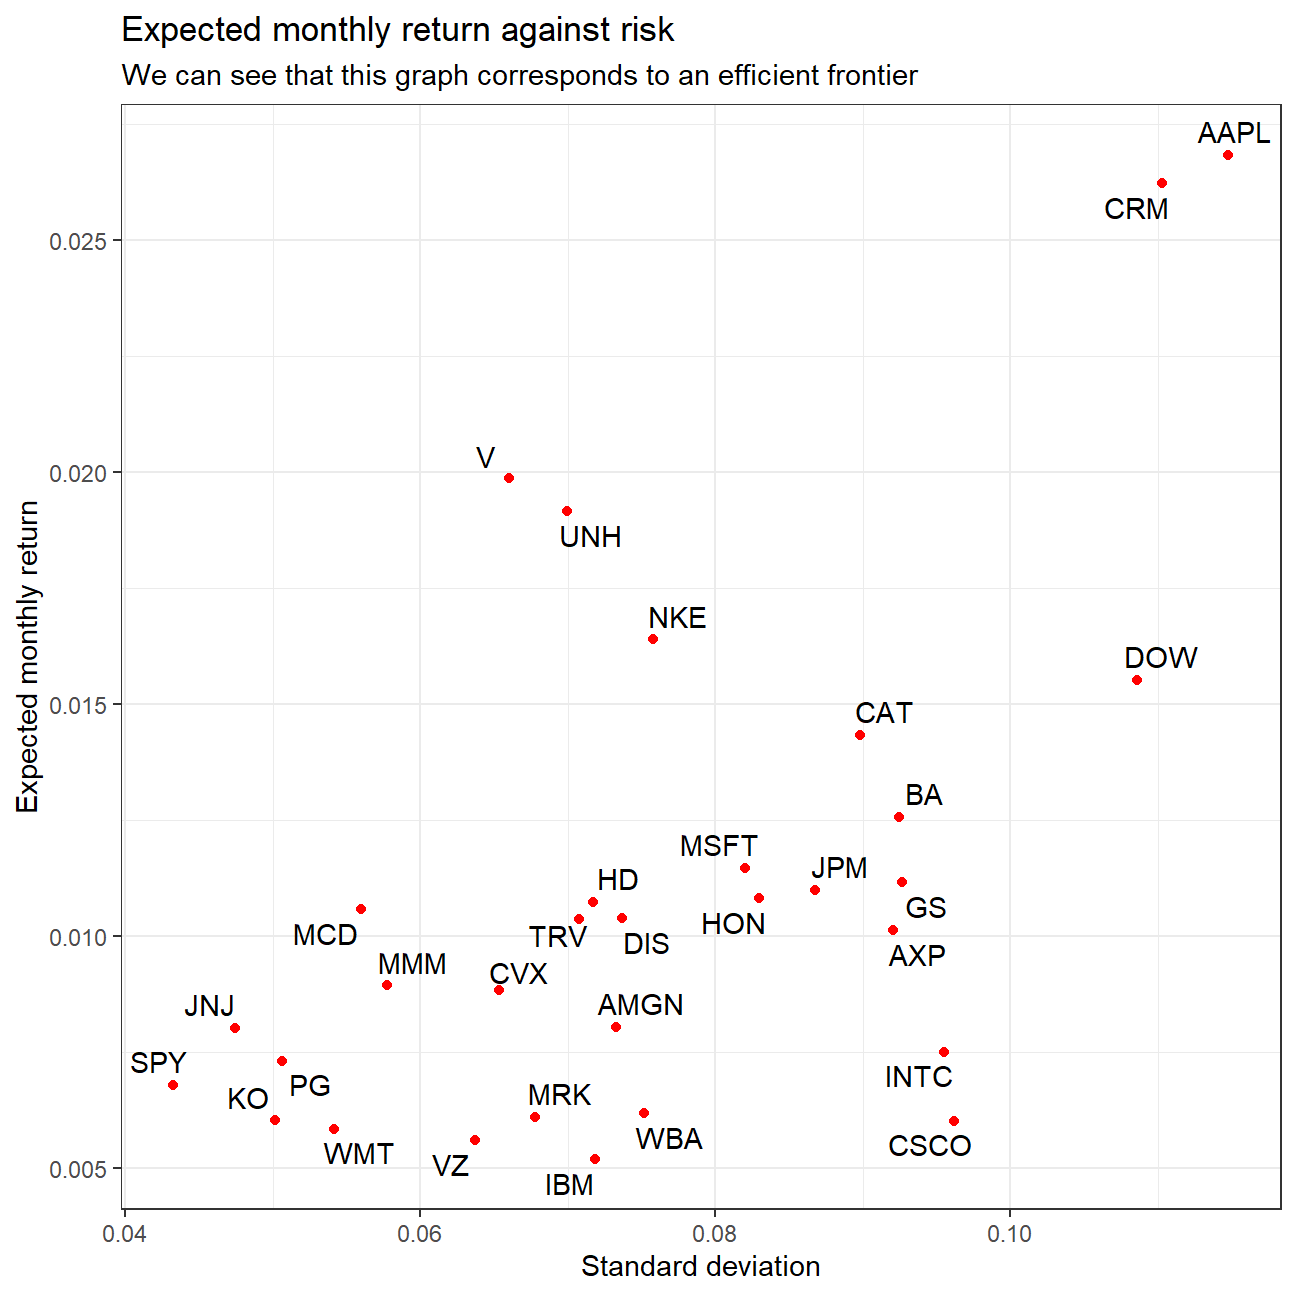 Expected monthly return against risk
We can see that this graph corresponds to an efficient frontier
AAPL
CRM
0.025
V
0.020
UNH
NKE
DOW
0.015
CAT
BA
MSFT
JPM
HD
GS
HON
MCD
TRV
DIS
0.010
AXP
MMM
CVX
JNJ
AMGN
SPY
INTC
PG
KO
MRK
WBA
CSCO
WMT
VZ
0.005
IBM
0.04
0.06
0.08
0.10
Standard deviation
Expected monthly return